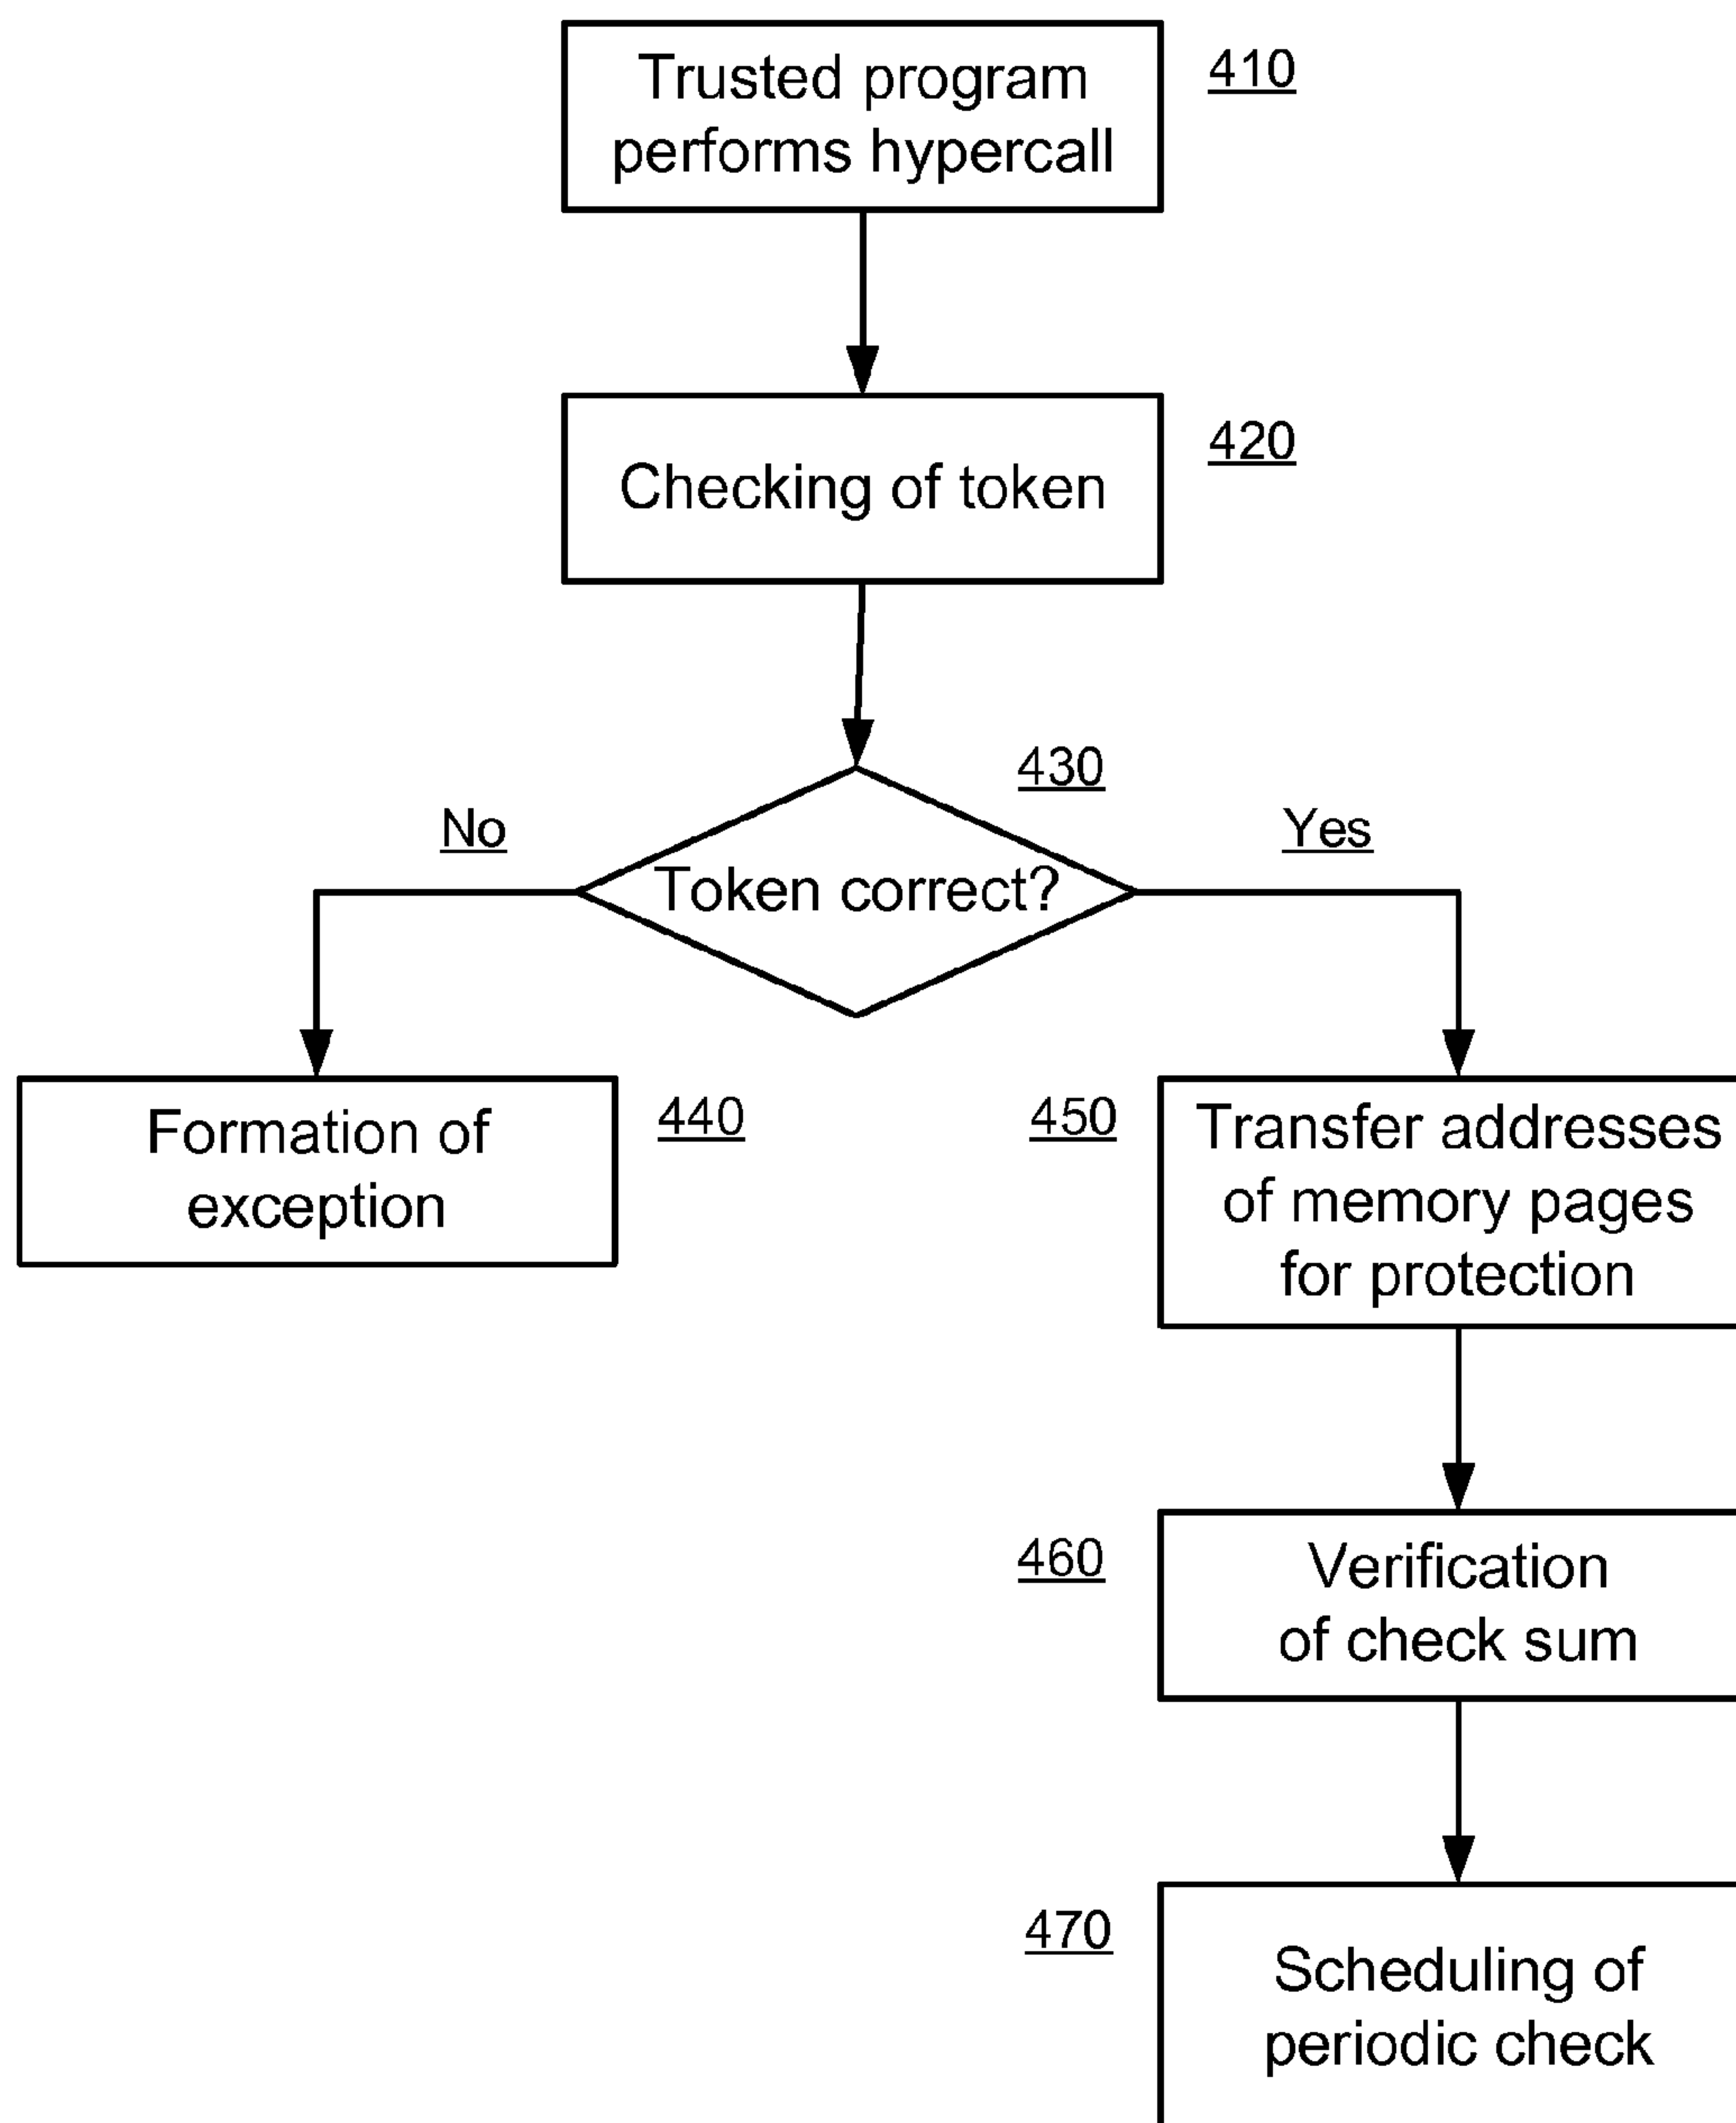 Trusted program
performs hypercall
410
Checking of token
420
430
No
Yes
Token correct?
Formation of
exception
440
450
Transfer addresses
of memory pages
for protection
460
Verification
of check sum
470
Scheduling of
periodic check